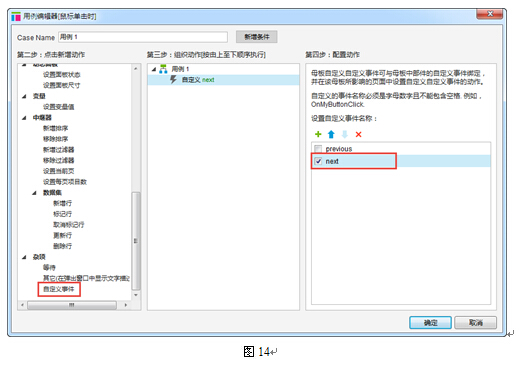 用例编辑器[鼠标单击时]
Case Name 用例 1 新增条件
第二步：点击新增动作
设置面板状态
设置面板尺寸
变量
设置变量值
中继器
新增排序
移除排序
新增过滤器
移除过滤器
设置当前页
设置每页项目数
数据集
新增行
标记行
取消标记行
更新行
删除行
杂项
等待
其它(在弹出窗口中显示文字描述
自定义事件
第三步：组织动作[按由上至下顺序执行]
用例 1
自定义 next
第四步：配置动作
母板自定义自定义事件可与母板中部件的自定义事件绑定，
并在该母板所影响的页面中设置自定义自定义事件的动作。
自定义的事件名称必须是字母数字且不能包含空格. 例如，
OnMyButtonClick.
设置自定义事件名称：
previous
next
确定 取消
图 14